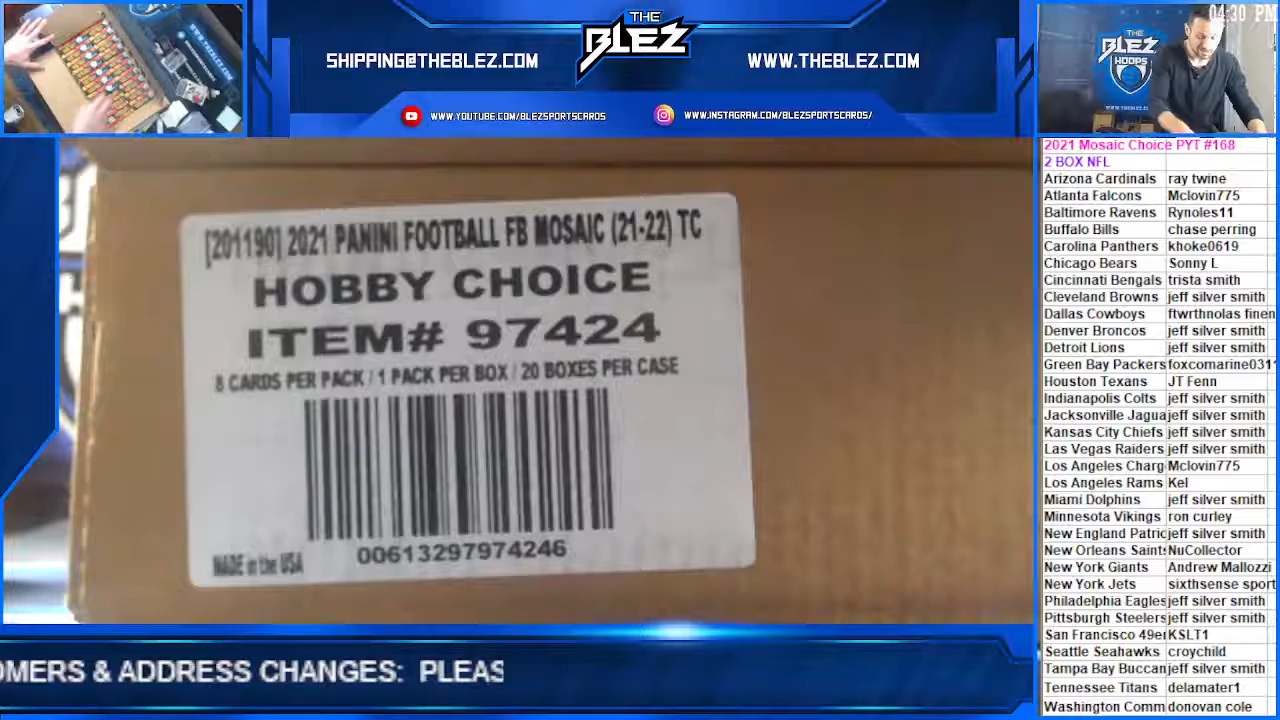 04:30 PM
THE
BLEZ
SHIPPING@THEBLEZ.COM
WWW.THEBLEZ.COM
WWW.YOUTUBE.COM/BLEZSPORTSCARDS
WWW.INSTAGRAM.COM/BLEZSPORTSCARDS/
THE
BLEZ
HOOPS
[201190] 2021 PANINI FOOTBALL FB MOSAIC (21-22) TC
HOBBY CHOICE
ITEM# 97424
8 CARDS PER PACK / 1 PACK PER BOX / 20 BOXES PER CASE
00613297974246
MADE in the USA
OMERS & ADDRESS CHANGES: PLEAS
2021 Mosaic Choice PYT #168
2 BOX NFL
Arizona Cardinals ray twine
Atlanta Falcons Mclovin775
Baltimore Ravens Rynoles11
Buffalo Bills chase perring
Carolina Panthers khoke0619
Chicago Bears Sonny L
Cincinnati Bengals trista smith
Cleveland Browns jeff silver smith
Dallas Cowboys ftwrthnolas finen
Denver Broncos jeff silver smith
Detroit Lions jeff silver smith
Green Bay Packers foxcomarine031
Houston Texans JT Fenn
Indianapolis Colts jeff silver smith
Jacksonville Jagua jeff silver smith
Kansas City Chiefs jeff silver smith
Las Vegas Raiders jeff silver smith
Los Angeles Charg Mclovin775
Los Angeles Rams Kel
Miami Dolphins jeff silver smith
Minnesota Vikings ron curley
New England Patric jeff silver smith
New Orleans Saints NuCollector
New York Giants Andrew Mallozzi
New York Jets sixthsense sport
Philadelphia Eagles jeff silver smith
Pittsburgh Steelers jeff silver smith
San Francisco 49er KSLT1
Seattle Seahawks croychild
Tampa Bay Buccan jeff silver smith
Tennessee Titans delamater1
Washington Comm donovan cole